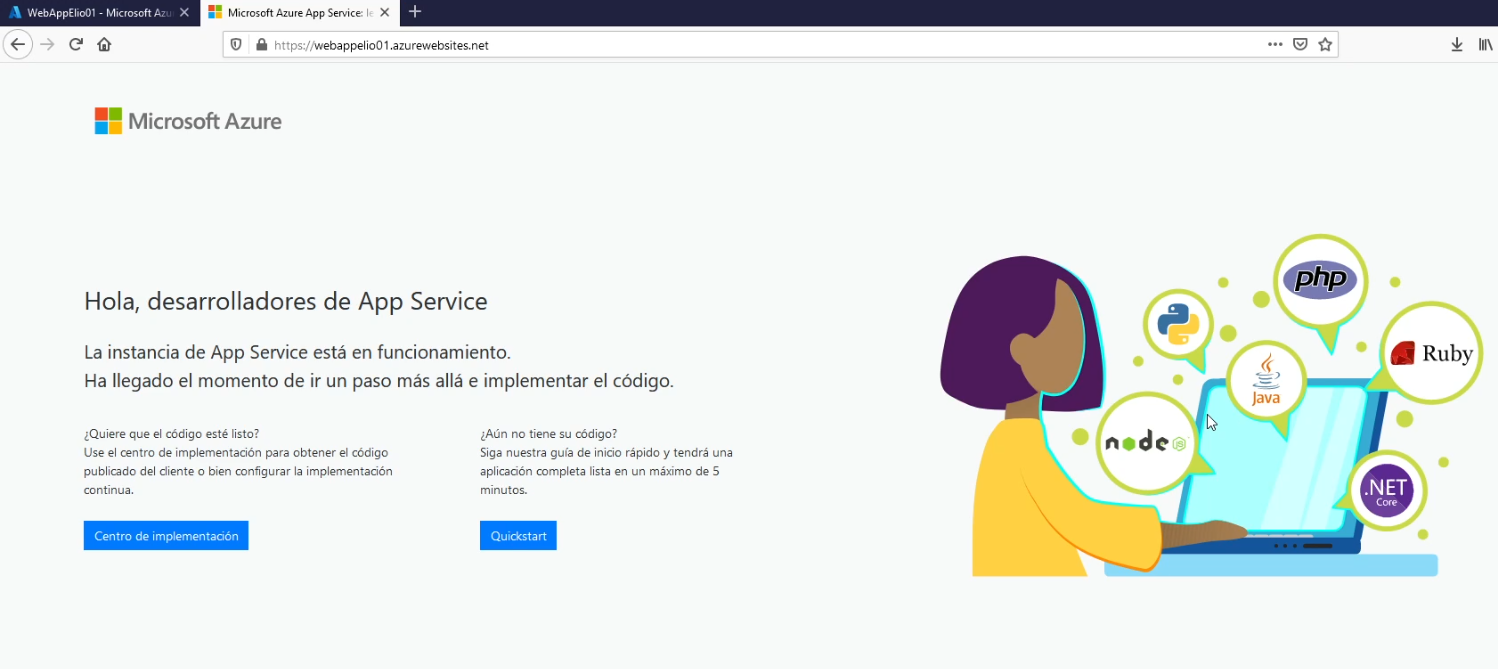 WebAppElio01 - Microsoft Azu
Microsoft Azure App Service:
https://webappelio01.azurewebsites.net
Microsoft Azure
Hola, desarrolladores de App Service
La instancia de App Service está en funcionamiento.
Ha llegado el momento de ir un paso más allá e implementar el código.
¿Quiere que el código esté listo?
Use el centro de implementación para obtener el código
publicado del cliente o bien configurar la implementación
continua.
Centro de implementación
¿Aún no tiene su código?
Siga nuestra guía de inicio rápido y tendrá una
aplicación completa lista en un máximo de 5
minutos.
Quickstart
php
Ruby
Java
node
JS
.NET
Core